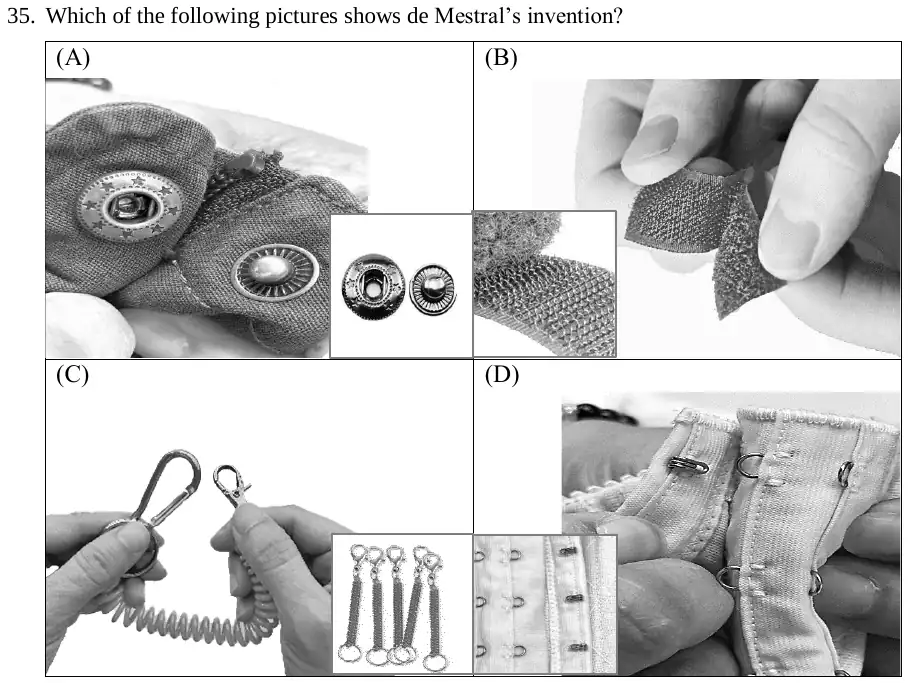 35. Which of the following pictures shows de Mestral’s invention?
(A)
(B)
(C)
(D)